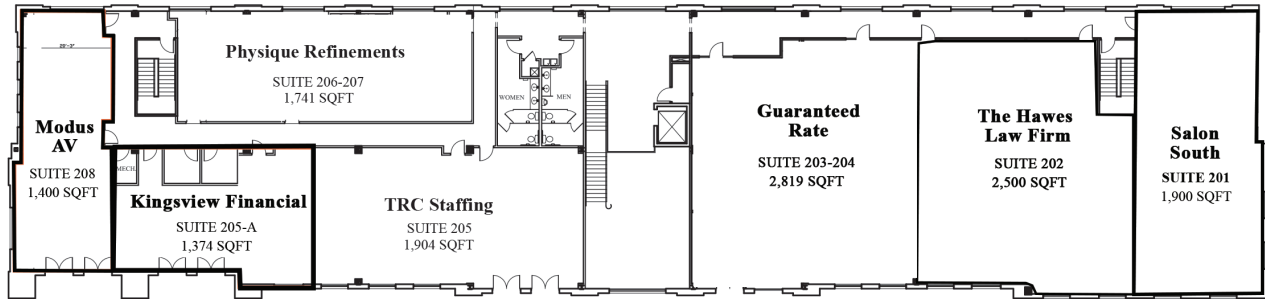 29'-3"
Modus
AV
SUITE 208
1,400 SQFT
Physique Refinements
SUITE 206-207
1,741 SQFT
WOMEN
MEN
MECH.
Kingsview Financial
SUITE 205-A
1,374 SQFT
TRC Staffing
SUITE 205
1,904 SQFT
Guaranteed
Rate
SUITE 203-204
2,819 SQFT
The Hawes
Law Firm
SUITE 202
2,500 SQFT
Salon
South
SUITE 201
1,900 SQFT